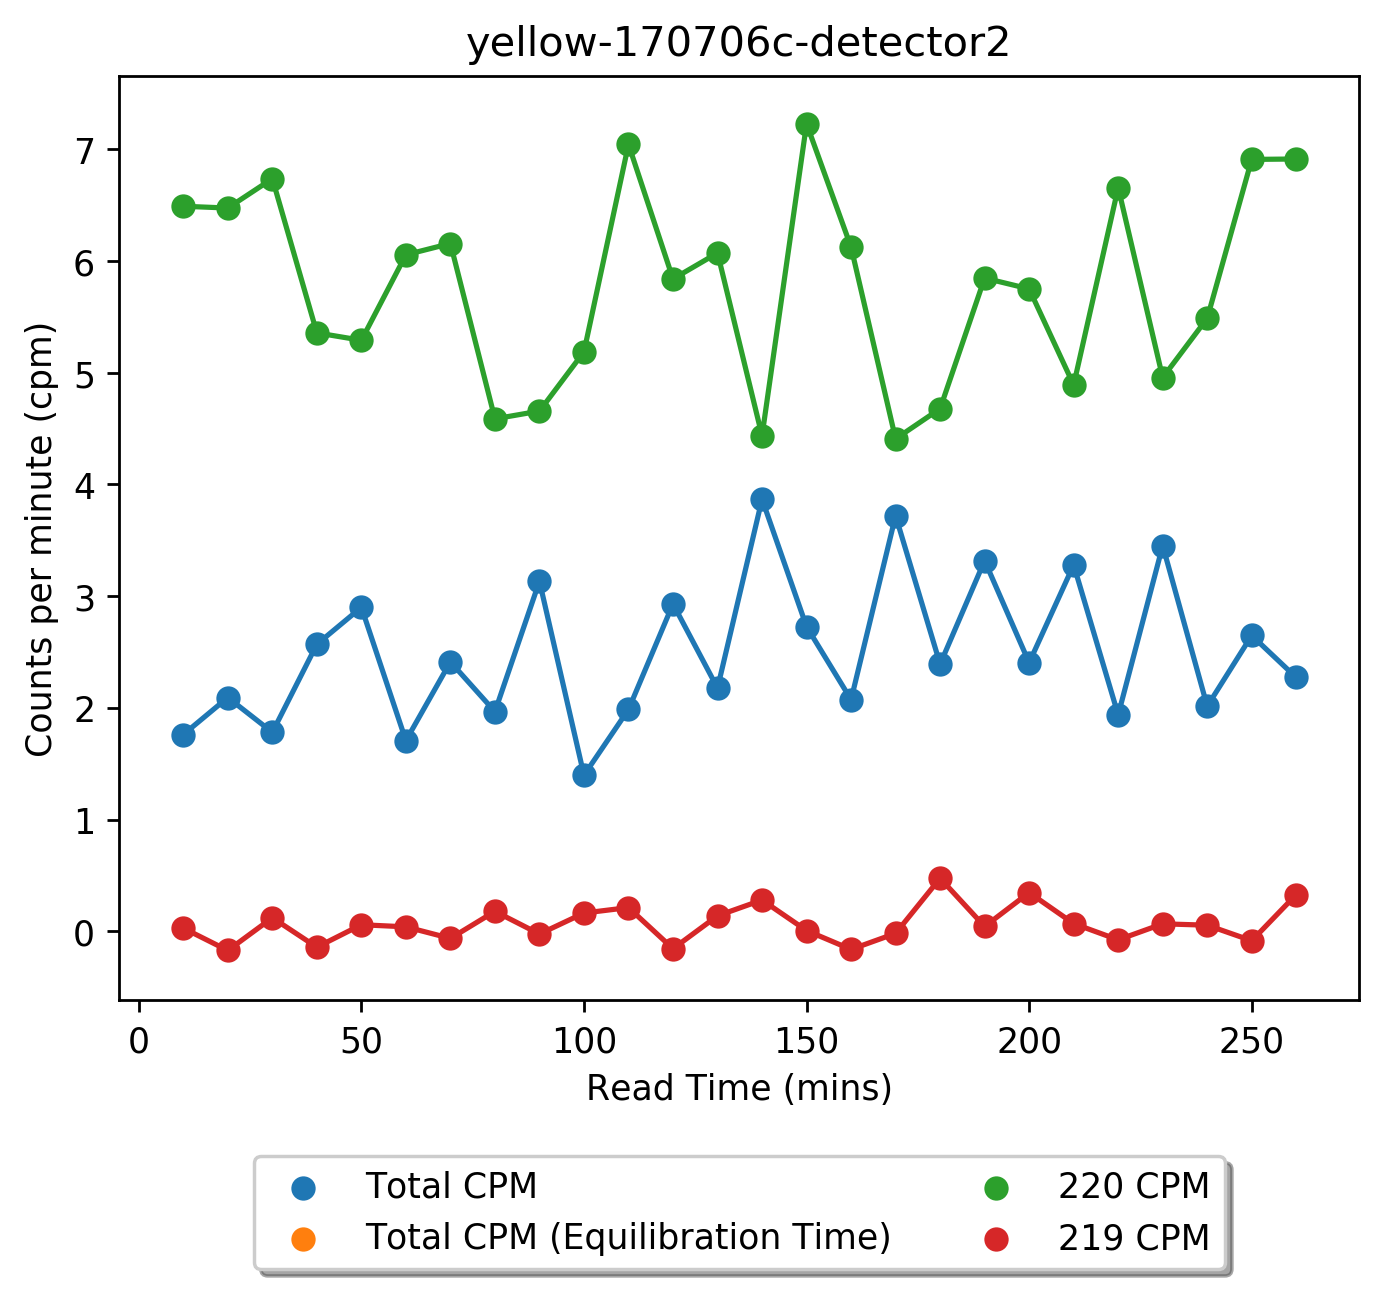 yellow-170706c-detector2
Counts per minute (cpm)
7
6
5
4
3
2
1
0
0 50 100 150 200 250
Read Time (mins)
Total CPM
Total CPM (Equilibration Time)
220 CPM
219 CPM